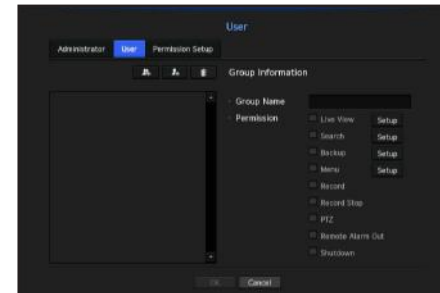 User
Administrator User Permission Setup
Group Information
Group Name
Permission
Live View Setup
Search Setup
Backup Setup
Menu Setup
Record
Record Stop
PTZ
Remote Alarm Out
Shutdown
OK Cancel